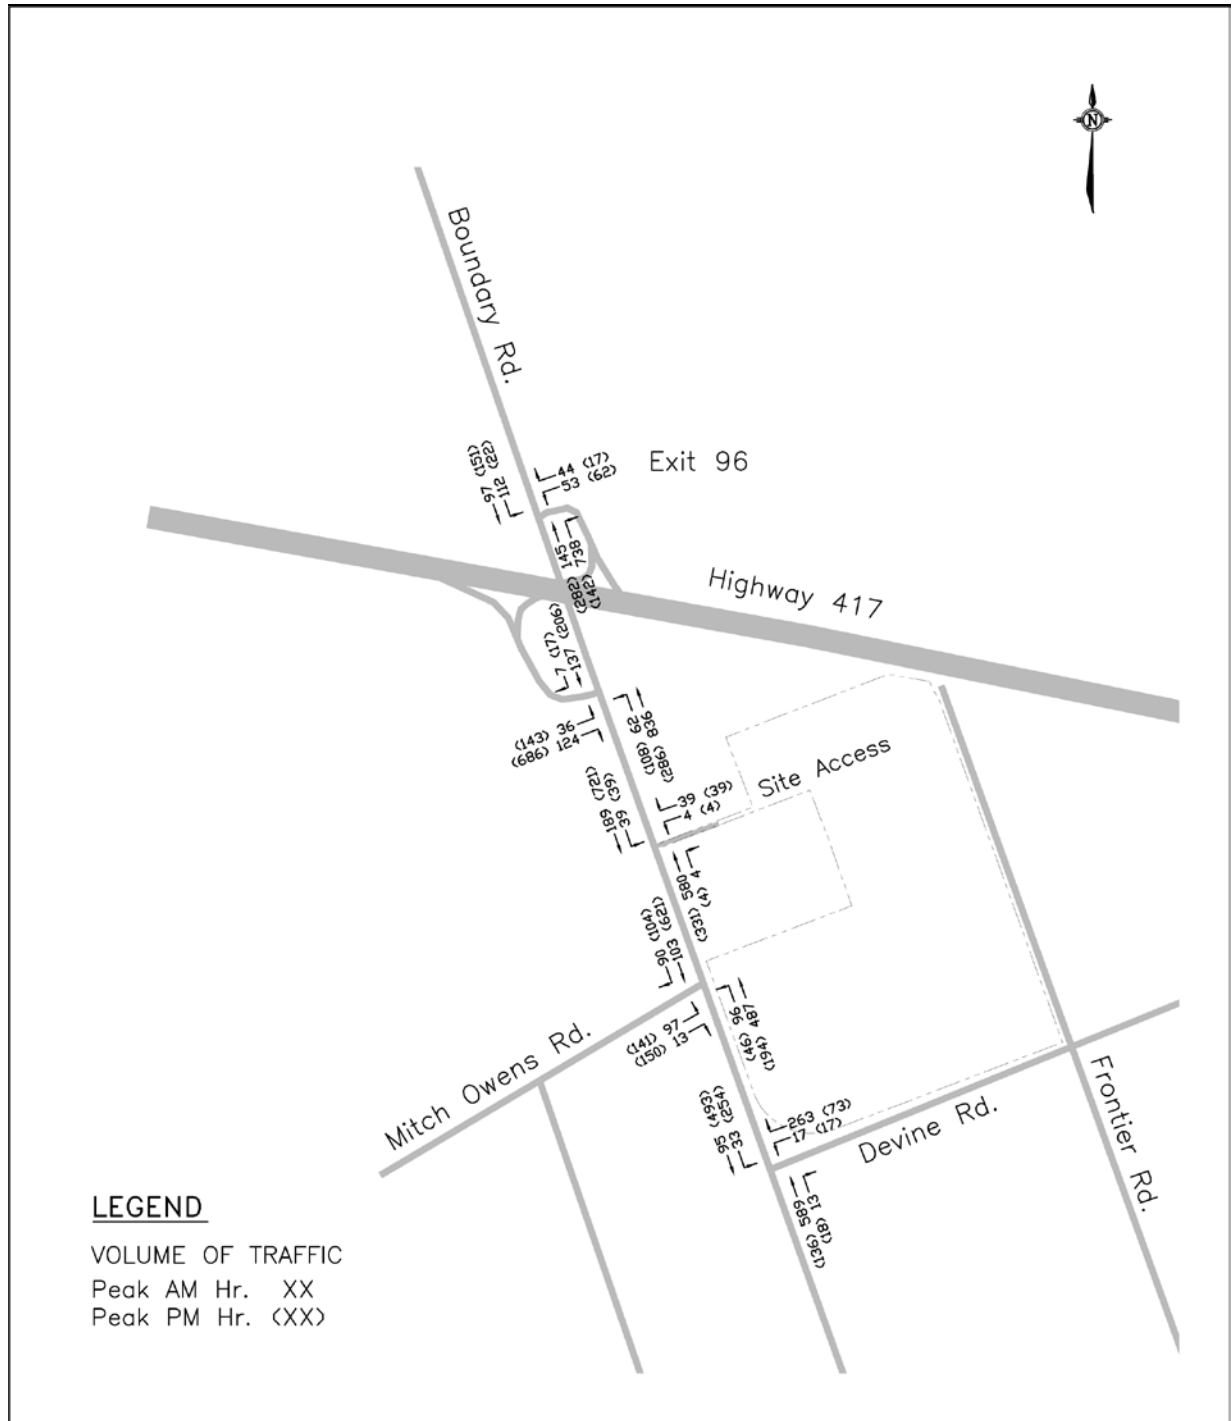 N
Boundary Rd.
97 (151)
112 (22)
44 (17)
53 (62)
Exit 96
(282) 145
(142) 738
Highway 417
7 (17)
137 (206)
(143) 36
(686) 124
(108) 62
(286) 836
189 (721)
39 (39)
39 (39)
4 (4)
Site Access
(331) 580
(4) 4
90 (104)
103 (621)
(141) 97
(150) 13
(46) 96
(194) 487
Mitch Owens Rd.
95 (493)
33 (254)
263 (73)
17 (17)
Devine Rd.
Frontier Rd.
(136) 589
(18) 13
LEGEND
VOLUME OF TRAFFIC
Peak AM Hr. XX
Peak PM Hr. (XX)